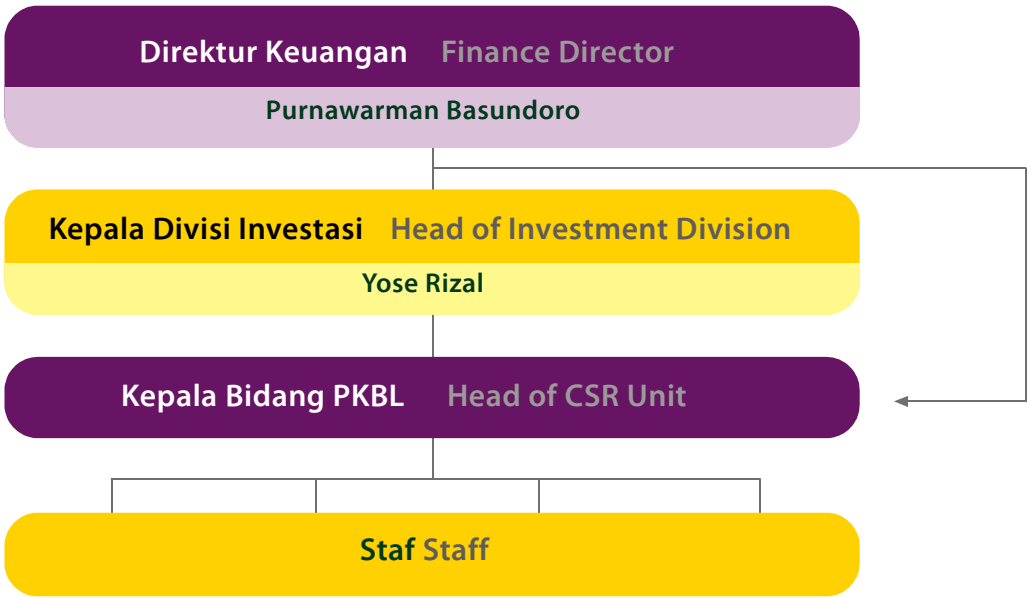 Direktur Keuangan Finance Director
Purnawarman Basundoro
Kepala Divisi Investasi Head of Investment Division
Yose Rizal
Kepala Bidang PKBL Head of CSR Unit
Staf Staff